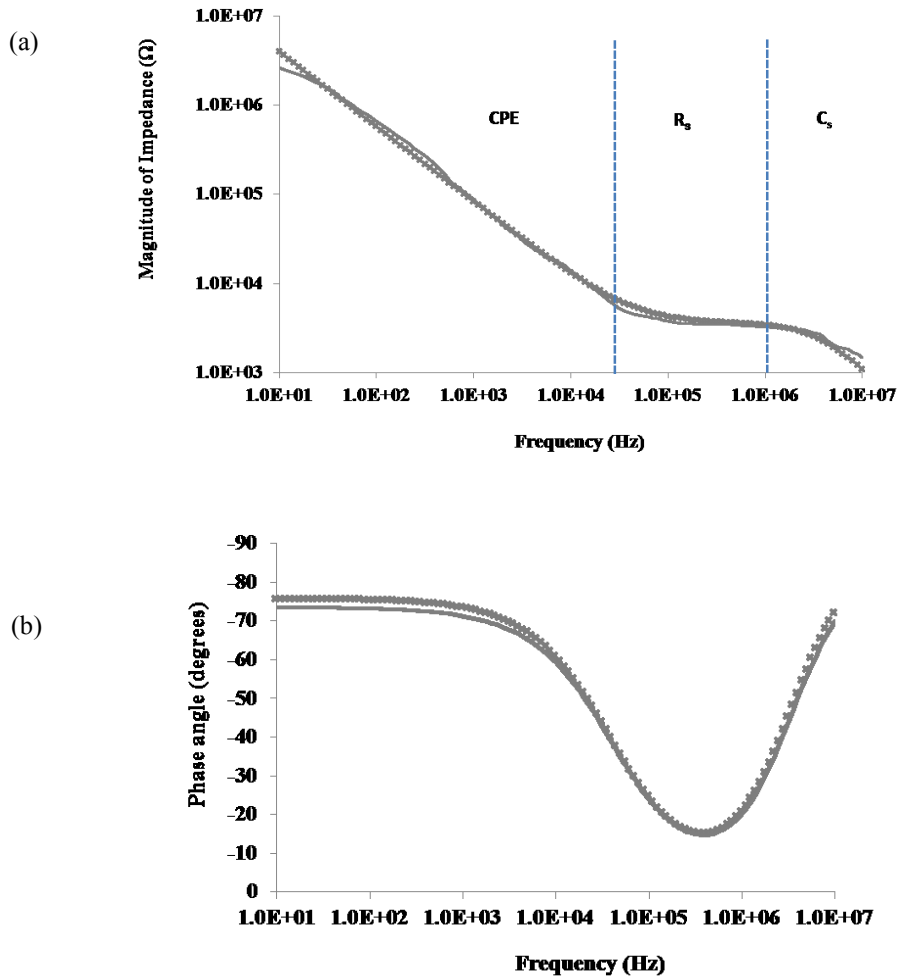 (a)
Magnitude of Impedance (Ω)
1.0E+07
1.0E+06
1.0E+05
1.0E+04
1.0E+03
CPE
Rs
Cs
1.0E+01 1.0E+02 1.0E+03 1.0E+04 1.0E+05 1.0E+06 1.0E+07
Frequency (Hz)
(b)
Phase angle (degrees)
–90
–80
–70
–60
–50
–40
–30
–20
–10
0
1.0E+01 1.0E+02 1.0E+03 1.0E+04 1.0E+05 1.0E+06 1.0E+07
Frequency (Hz)